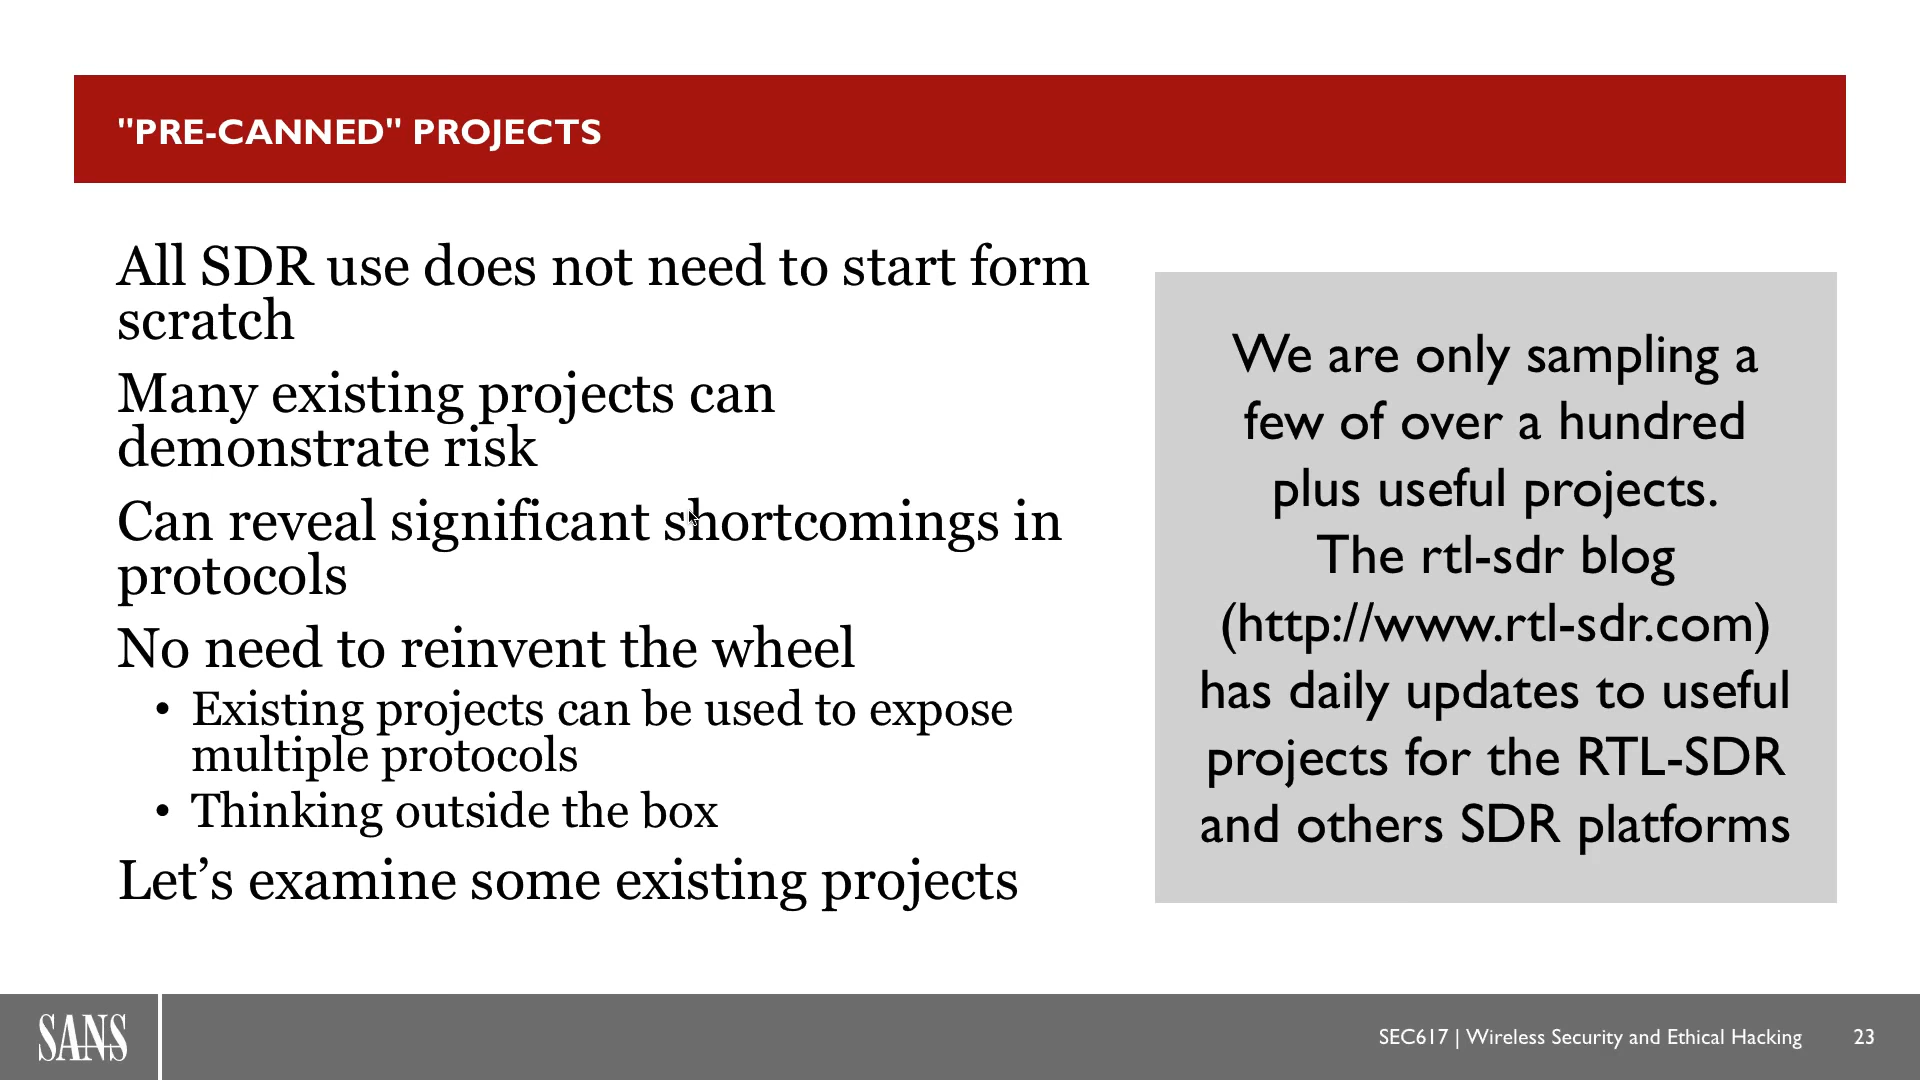 "PRE-CANNED" PROJECTS
All SDR use does not need to start form
scratch
Many existing projects can
demonstrate risk
Can reveal significant shortcomings in
protocols
No need to reinvent the wheel
• Existing projects can be used to expose
multiple protocols
• Thinking outside the box
Let’s examine some existing projects
We are only sampling a
few of over a hundred
plus useful projects.
The rtl-sdr blog
(http://www.rtl-sdr.com)
has daily updates to useful
projects for the RTL-SDR
and others SDR platforms
SANS
SEC617 | Wireless Security and Ethical Hacking
23